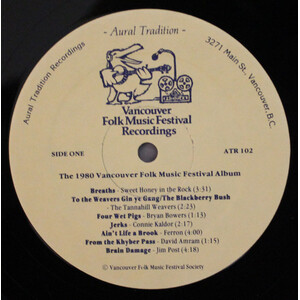 - Aural Tradition -
Aural Tradition Recordings
3271 Main St., Vancouver, B.C.
Vancouver
Folk Music Festival
Recordings
SIDE ONE
ATR 102
The 1980 Vancouver Folk Music Festival Album
Breaths - Sweet Honey in the Rock (3:31)
To the Weavers Gin ye Gang/The Blackberry Bush
- The Tannahill Weavers (2:23)
Four Wet Pigs - Bryan Bowers (3:11)
Jerks - Connie Kaldor (2:21)
Ain't Life a Brook - Ferron (4:00)
From the Khyber Pass - David Amram (5:17)
Brain Damage - Jim Post (4:18)
© Vancouver Folk Music Festival Society